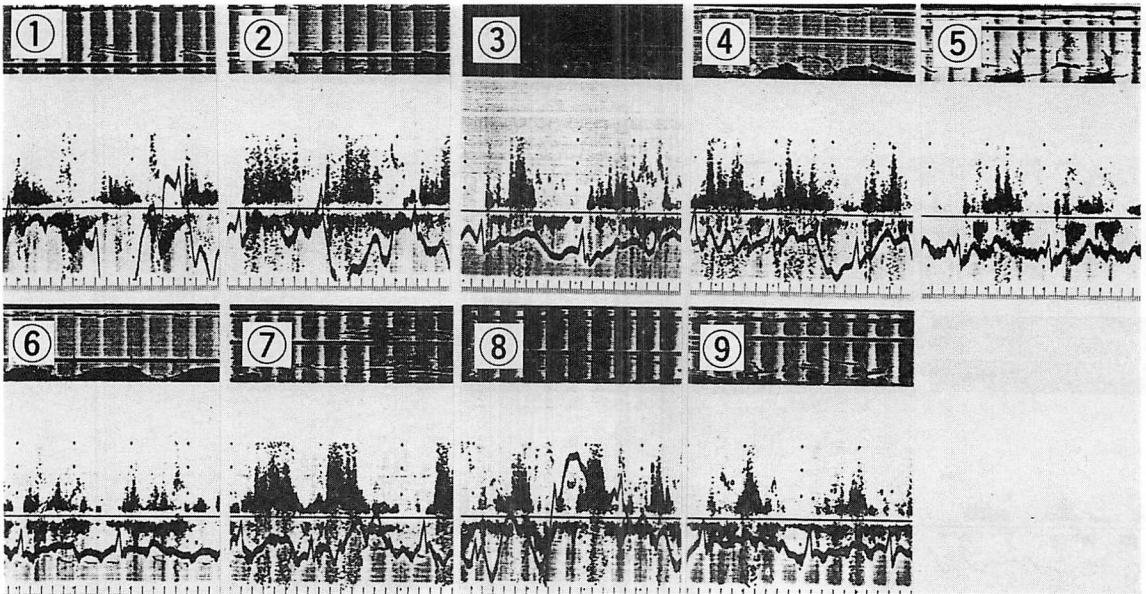 ① ② ③ ④ ⑤
⑥ ⑦ ⑧ ⑨